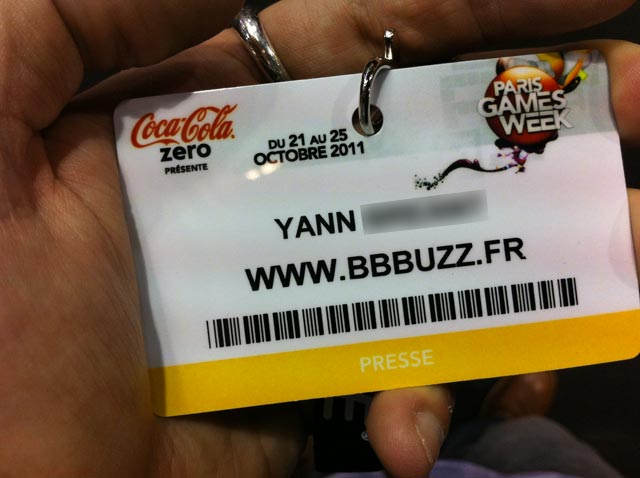 Coca-Cola
zero
PRÉSENTE
DU 21 AU 25
OCTOBRE 2011
PARIS
GAMES
WEEK
YANN
WWW.BBBUZZ.FR
PRESSE